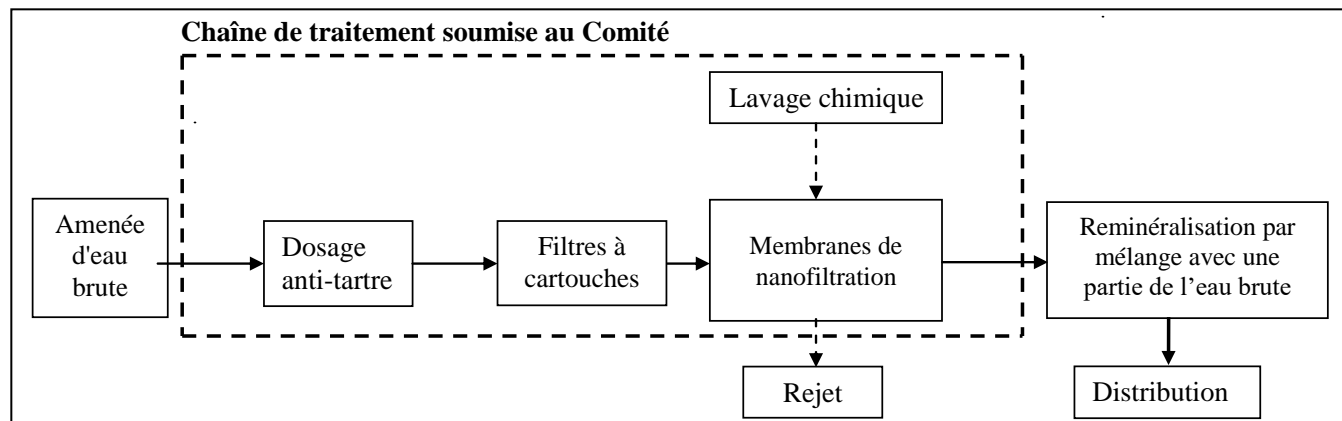 Chaîne de traitement soumise au Comité
Lavage chimique
Amenée
d'eau
brute
Dosage
anti-tartre
Filtres à
cartouches
Membranes de
nanofiltration
Reminéralisation par
mélange avec une
partie de l’eau brute
Rejet
Distribution